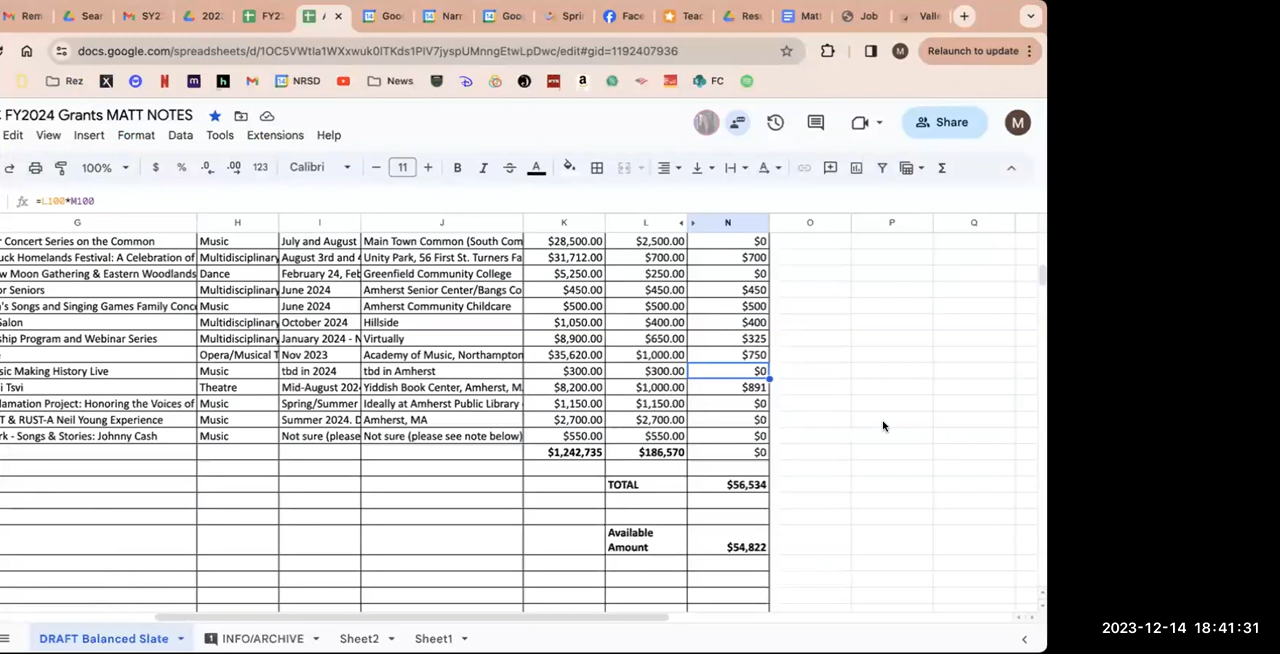 Rem Sear SY2 202 FY2 / Goo Narr Goo Spri Face Teac Res Matt Job Valle
docs.google.com/spreadsheets/d/1OC5VWtla1WXxwuk0lTKds1PlV7jyspUMnngEtwLpDwc/edit#gid=1192407936 M Relaunch to update
Rez NRSD News FC
FY2024 Grants MATT NOTES Share M
Edit View Insert Format Data Tools Extensions Help
100% $ % .0 .00 123 Calibri 11 B I S A
fx =L100*M100
G H I J K L N O P Q
r Concert Series on the Common Music July and August Main Town Common (South Com $28,500.00 $2,500.00 $0
uck Homelands Festival: A Celebration of Multidisciplinary August 3rd and 4 Unity Park, 56 First St. Turners Fa $31,712.00 $700.00 $700
w Moon Gathering & Eastern Woodlands Dance February 24, Feb Greenfield Community College $5,250.00 $250.00 $0
or Seniors Multidisciplinary June 2024 Amherst Senior Center/Bangs Co $450.00 $450.00 $450
's Songs and Singing Games Family Conc Music June 2024 Amherst Community Childcare $500.00 $500.00 $500
Salon Multidisciplinary October 2024 Hillside $1,050.00 $400.00 $400
ship Program and Webinar Series Multidisciplinary January 2024 - N Virtually $8,900.00 $650.00 $325
Opera/Musical T Nov 2023 Academy of Music, Northampton $35,620.00 $1,000.00 $750
sic Making History Live Music tbd in 2024 tbd in Amherst $300.00 $300.00 $0
i Tsvi Theatre Mid-August 202 Yiddish Book Center, Amherst, M $8,200.00 $1,000.00 $891
lamation Project: Honoring the Voices of Spring/Summer Ideally at Amherst Public Library $1,150.00 $1,150.00 $0
T & RUST-A Neil Young Experience Music Summer 2024. D Amherst, MA $2,700.00 $2,700.00 $0
rk - Songs & Stories: Johnny Cash Music Not sure (please Not sure (please see note below) $550.00 $550.00 $0
$1,242,735 $186,570 $0
TOTAL $56,534
Available
Amount $54,822
DRAFT Balanced Slate 1 INFO/ARCHIVE Sheet2 Sheet1
2023-12-14 18:41:31